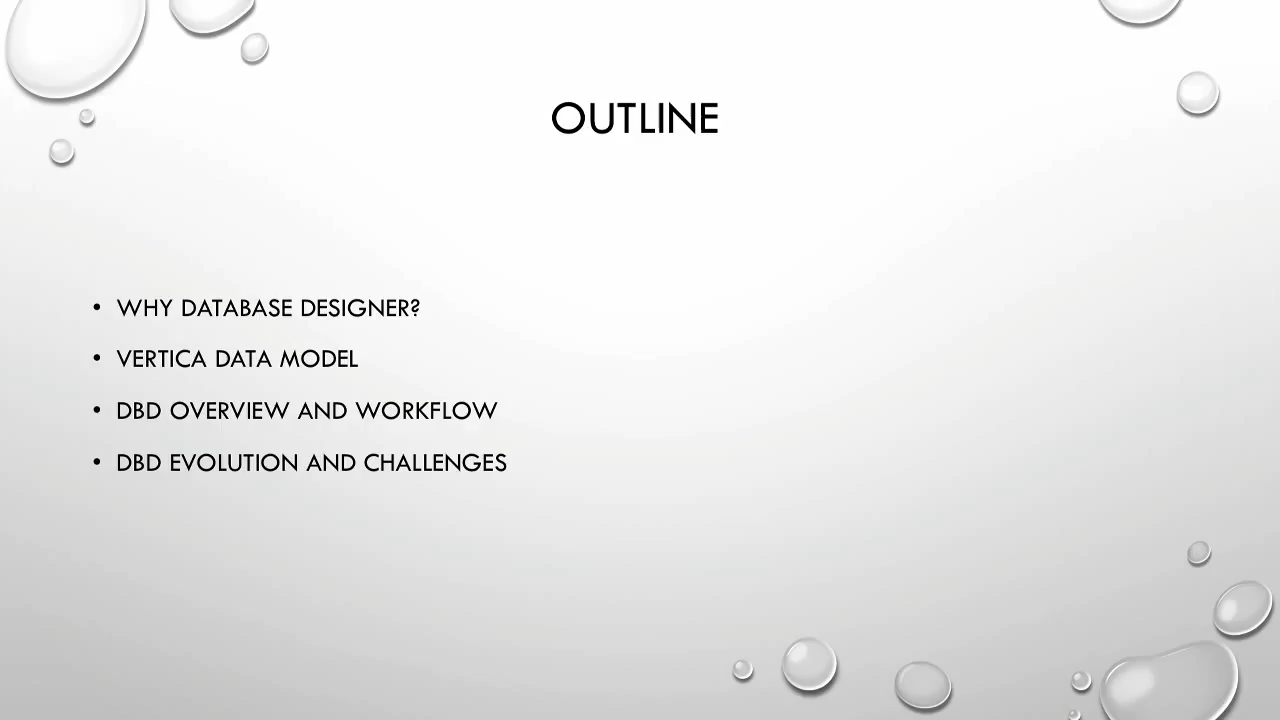 OUTLINE
• WHY DATABASE DESIGNER?
• VERTICA DATA MODEL
• DBD OVERVIEW AND WORKFLOW
• DBD EVOLUTION AND CHALLENGES